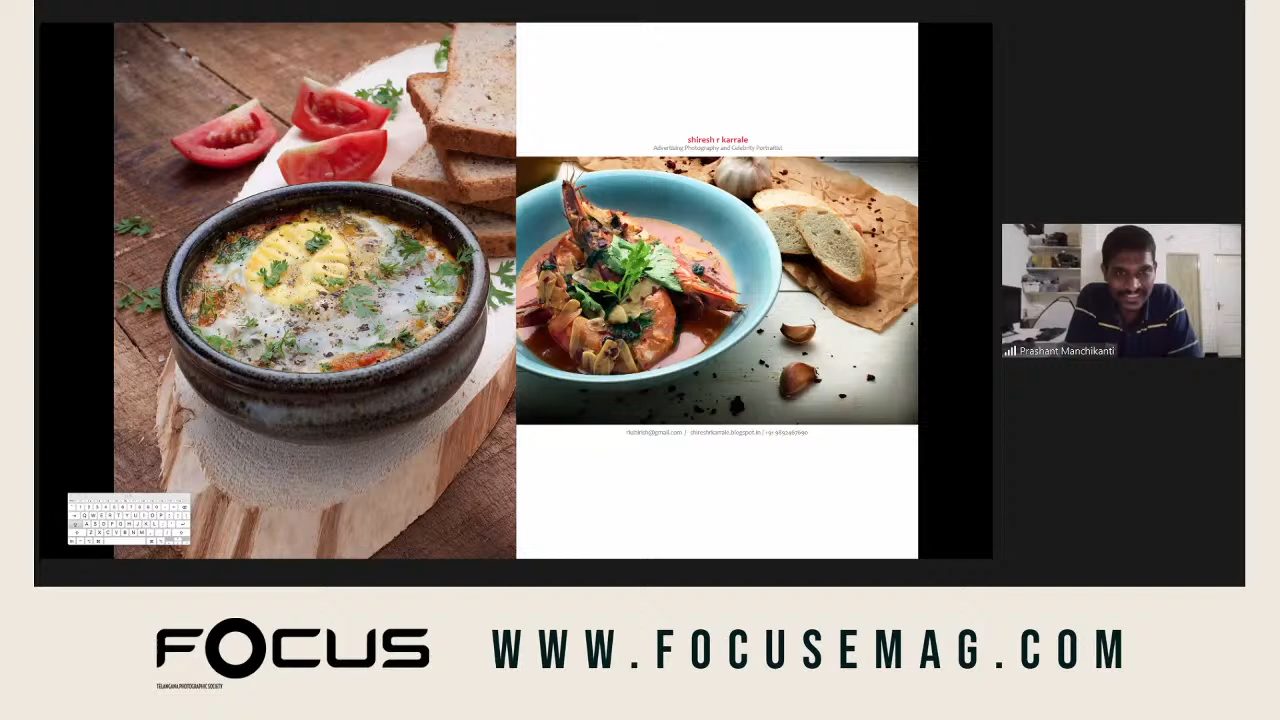 shiresh r karrale
Advertising Photography and Celebrity Portraitist
Prashant Manchikanti
FOCUS
TELANGANA PHOTOGRAPHIC SOCIETY
WWW.FOCUSEMAG.COM